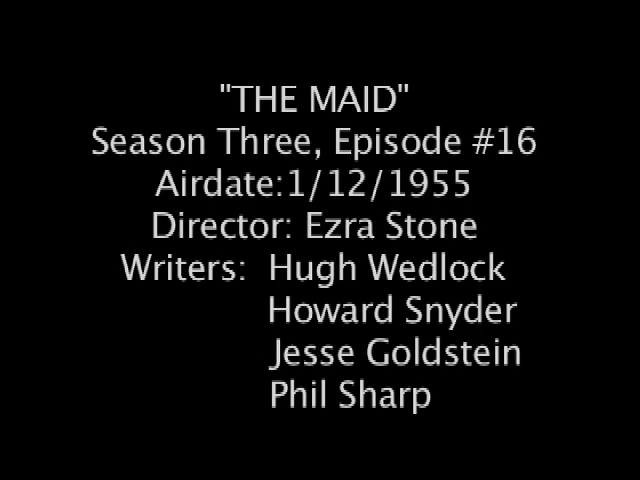 "THE MAID"
Season Three, Episode #16
Airdate:1/12/1955
Director: Ezra Stone
Writers: Hugh Wedlock
Howard Snyder
Jesse Goldstein
Phil Sharp